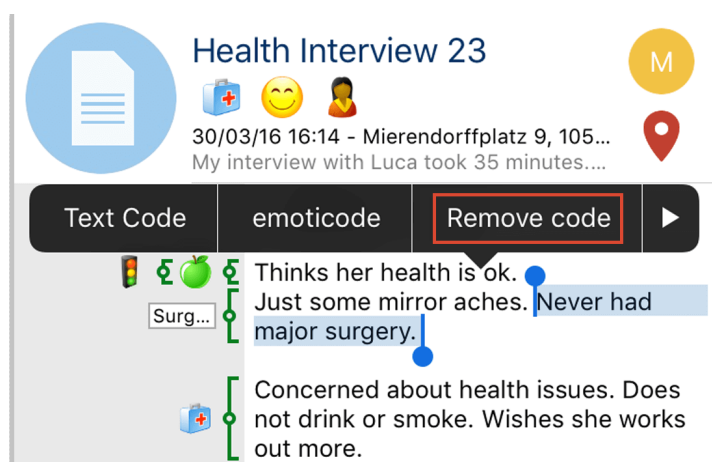 Health Interview 23
M
30/03/16 16:14 - Mierendorffplatz 9, 105...
My interview with Luca took 35 minutes....
Text Code
emoticode
Remove code
Thinks her health is ok.
Just some mirror aches. Never had
Surg...
major surgery.
Concerned about health issues. Does
not drink or smoke. Wishes she works
out more.